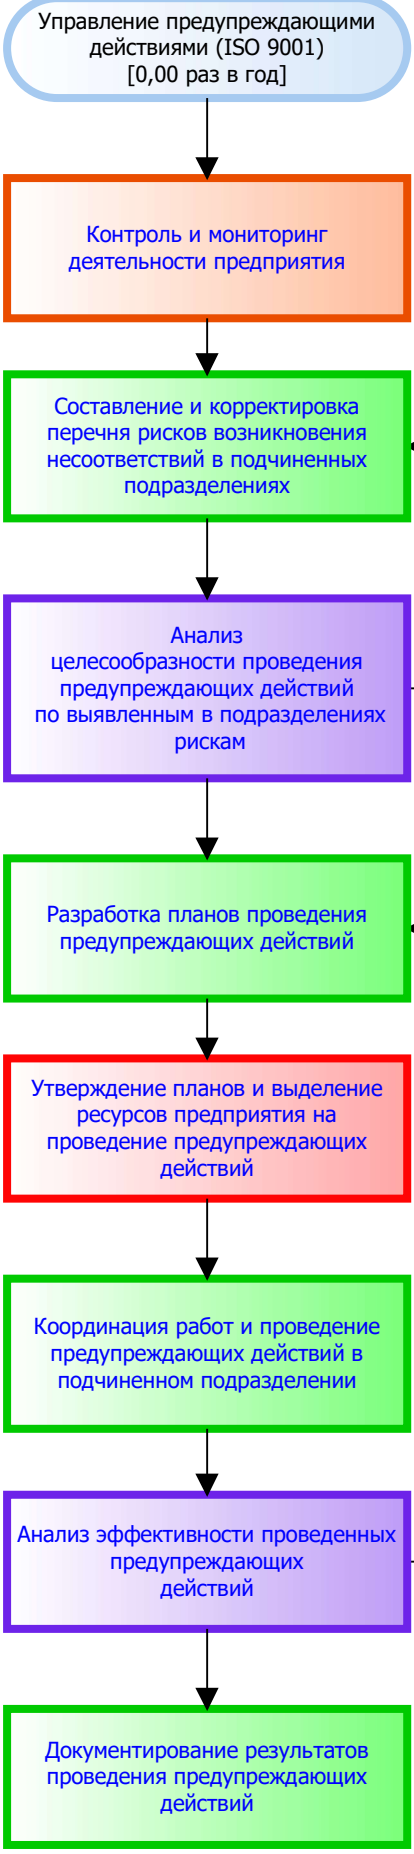 Управление предупреждающими
действиями (ISO 9001)
[0,00 раз в год]
Контроль и мониторинг
деятельности предприятия
Составление и корректировка
перечня рисков возникновения
несоответствий в подчиненных
подразделениях
Анализ
целесообразности проведения
предупреждающих действий
по выявленным в подразделениях
рискам
Разработка планов проведения
предупреждающих действий
Утверждение планов и выделение
ресурсов предприятия на
проведение предупреждающих
действий
Координация работ и проведение
предупреждающих действий в
подчиненном подразделении
Анализ эффективности проведенных
предупреждающих
действий
Документирование результатов
проведения предупреждающих
действий